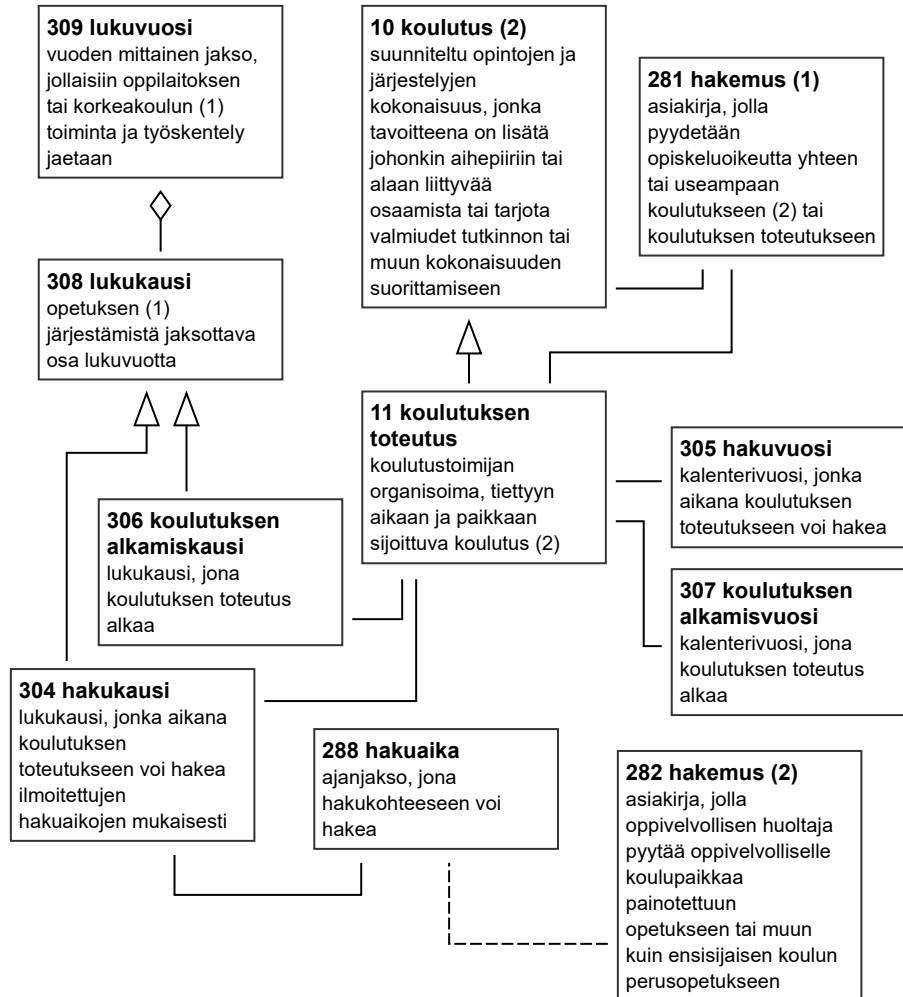 309 lukuvuosi
vuoden mittainen jakso,
jollaisiin oppilaitoksen
tai korkeakoulun (1)
toiminta ja työskentely
jaetaan
10 koulutus (2)
suunniteltu opintojen ja
järjestelyjen
kokonaisuus, jonka
tavoitteena on lisätä
johonkin aihepiiriin tai
alaan liittyvää
osaamista tai tarjota
valmiudet tutkinnon tai
muun kokonaisuuden
suorittamiseen
281 hakemus (1)
asiakirja, jolla
pyydetään
opiskeluoikeutta yhteen
tai useampaan
koulutukseen (2) tai
koulutuksen toteutukseen
308 lukukausi
opetuksen (1)
järjestämistä jaksottava
osa lukuvuotta
11 koulutuksen
toteutus
koulutustoimijan
organisoima, tiettyyn
aikaan ja paikkaan
sijoittuva koulutus (2)
305 hakuvuosi
kalenterivuosi, jonka
aikana koulutuksen
toteutukseen voi hakea
306 koulutuksen
alkamiskausi
lukukausi, jona
koulutuksen toteutus
alkaa
307 koulutuksen
alkamisvuosi
kalenterivuosi, jona
koulutuksen toteutus
alkaa
304 hakukausi
lukukausi, jonka aikana
koulutuksen
toteutukseen voi hakea
ilmoitettujen
hakuaikojen mukaisesti
288 hakuaika
ajanjakso, jona
hakukohteeseen voi
hakea
282 hakemus (2)
asiakirja, jolla
oppivelvollisen huoltaja
pyytää oppivelvolliselle
koulupaikkaa
painotettuun
opetukseen tai muun
kuin ensisijaisen koulun
perusopetukseen